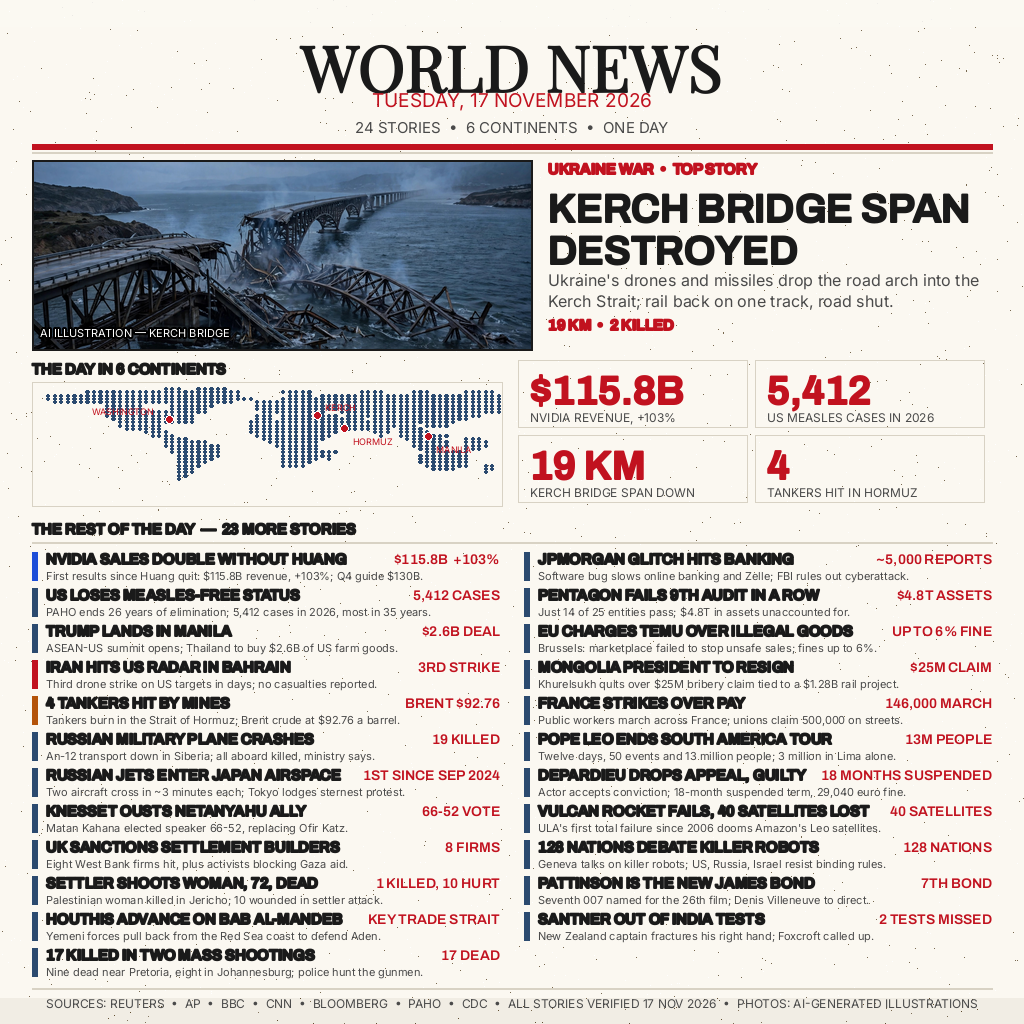 WORLD NEWS
TUESDAY, 17 NOVEMBER 2026
24 STORIES • 6 CONTINENTS • ONE DAY
AI ILLUSTRATION — KERCH BRIDGE
UKRAINE WAR • TOP STORY
KERCH BRIDGE SPAN
DESTROYED
Ukraine's drones and missiles drop the road arch into the
Kerch Strait; rail back on one track, road shut.
19 KM • 2 KILLED
THE DAY IN 6 CONTINENTS
WASHINGTON
KERCH
HORMUZ
MANILA
$115.8B
NVIDIA REVENUE, +103%
5,412
US MEASLES CASES IN 2026
19 KM
KERCH BRIDGE SPAN DOWN
4
TANKERS HIT IN HORMUZ
THE REST OF THE DAY — 23 MORE STORIES
NVIDIA SALES DOUBLE WITHOUT HUANG $115.8B +103%
First results since Huang quit: $115.8B revenue, +103%; Q4 guide $130B.
US LOSES MEASLES-FREE STATUS 5,412 CASES
PAHO ends 26 years of elimination; 5,412 cases in 2026, most in 35 years.
TRUMP LANDS IN MANILA $2.6B DEAL
ASEAN-US summit opens; Thailand to buy $2.6B of US farm goods.
IRAN HITS US RADAR IN BAHRAIN 3RD STRIKE
Third drone strike on US targets in days; no casualties reported.
4 TANKERS HIT BY MINES BRENT $92.76
Tankers burn in the Strait of Hormuz; Brent crude at $92.76 a barrel.
RUSSIAN MILITARY PLANE CRASHES 19 KILLED
An-12 transport down in Siberia; all aboard killed, ministry says.
RUSSIAN JETS ENTER JAPAN AIRSPACE 1ST SINCE SEP 2024
Two aircraft cross in ~3 minutes each; Tokyo lodges sternest protest.
KNESSET OUSTS NETANYAHU ALLY 66-52 VOTE
Matan Kahana elected speaker 66-52, replacing Ofir Katz.
UK SANCTIONS SETTLEMENT BUILDERS 8 FIRMS
Eight West Bank firms hit, plus activists blocking Gaza aid.
SETTLER SHOOTS WOMAN, 72, DEAD 1 KILLED, 10 HURT
Palestinian woman killed in Jericho; 10 wounded in settler attack.
HOUTHIS ADVANCE ON BAB AL-MANDEB KEY TRADE STRAIT
Yemeni forces pull back from the Red Sea coast to defend Aden.
17 KILLED IN TWO MASS SHOOTINGS 17 DEAD
Nine dead near Pretoria, eight in Johannesburg; police hunt the gunmen.
JPMORGAN GLITCH HITS BANKING ~5,000 REPORTS
Software bug slows online banking and Zelle; FBI rules out cyberattack.
PENTAGON FAILS 9TH AUDIT IN A ROW $4.8T ASSETS
Just 14 of 25 entities pass; $4.8T in assets unaccounted for.
EU CHARGES TEMU OVER ILLEGAL GOODS UP TO 6% FINE
Brussels: marketplace failed to stop unsafe sales; fines up to 6%.
MONGOLIA PRESIDENT TO RESIGN $25M CLAIM
Khurelsukh quits over $25M bribery claim tied to a $1.28B rail project.
FRANCE STRIKES OVER PAY 146,000 MARCH
Public workers march across France; unions claim 500,000 on streets.
POPE LEO ENDS SOUTH AMERICA TOUR 13M PEOPLE
Twelve days, 50 events and 13 million people; 3 million in Lima alone.
DEPARDIEU DROPS APPEAL, GUILTY 18 MONTHS SUSPENDED
Actor accepts conviction; 18-month suspended term, 29,040 euro fine.
VULCAN ROCKET FAILS, 40 SATELLITES LOST 40 SATELLITES
ULA's first total failure since 2006 dooms Amazon's Leo satellites.
128 NATIONS DEBATE KILLER ROBOTS 128 NATIONS
Geneva talks on killer robots; US, Russia, Israel resist binding rules.
PATTINSON IS THE NEW JAMES BOND 7TH BOND
Seventh 007 named for the 26th film; Denis Villeneuve to direct.
SANTNER OUT OF INDIA TESTS 2 TESTS MISSED
New Zealand captain fractures his right hand; Foxcroft called up.
SOURCES: REUTERS • AP • BBC • CNN • BLOOMBERG • PAHO • CDC • ALL STORIES VERIFIED 17 NOV 2026 • PHOTOS: AI-GENERATED ILLUSTRATIONS